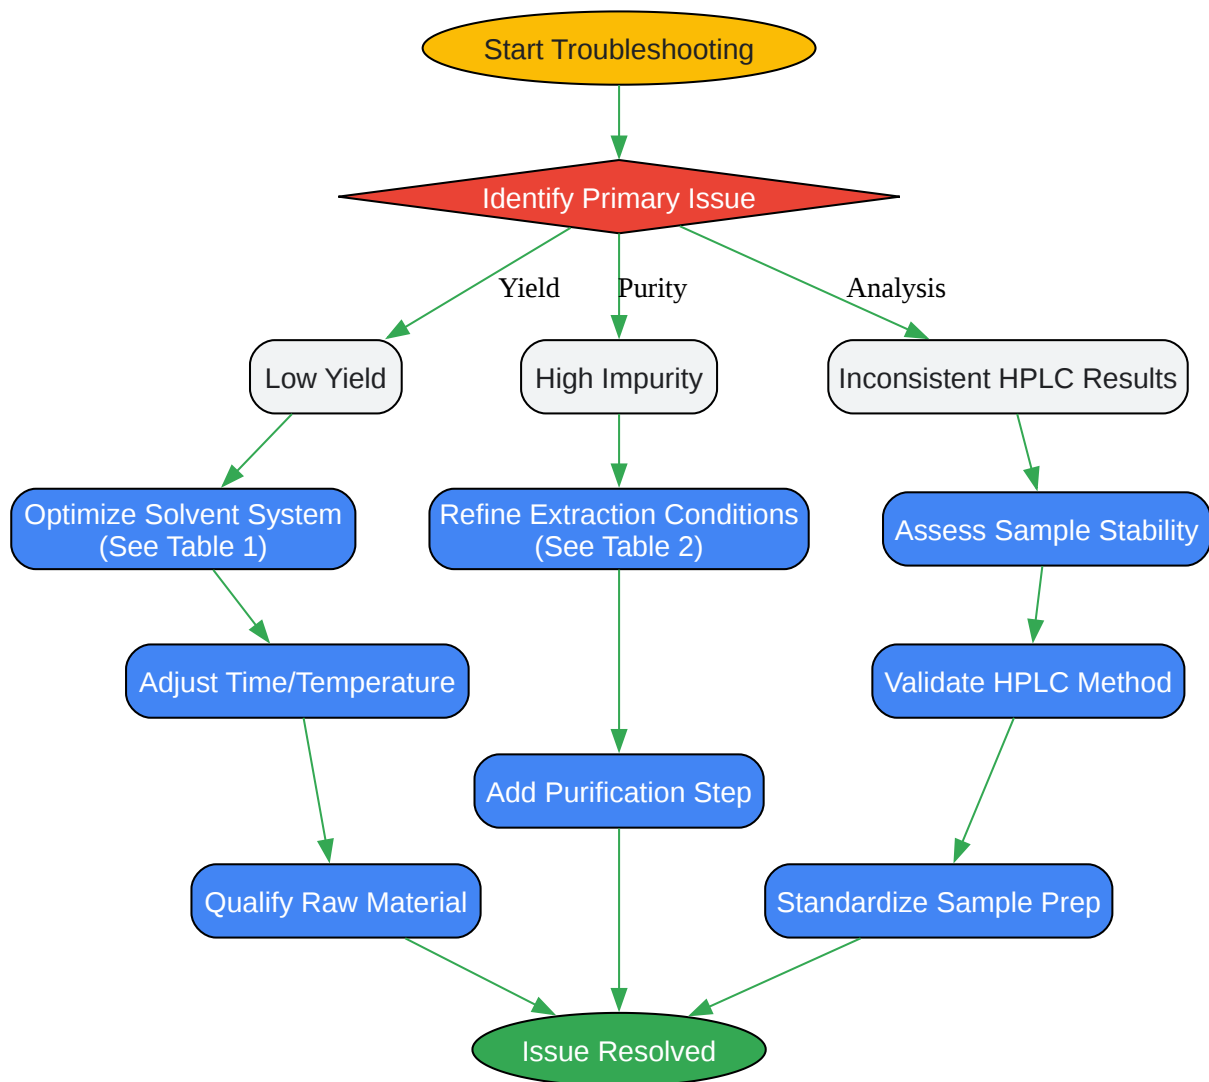 Start Troubleshooting
Identify Primary Issue
Yield
Purity
Analysis
Low Yield
High Impurity
Inconsistent HPLC Results
Optimize Solvent System
(See Table 1)
Refine Extraction Conditions
(See Table 2)
Assess Sample Stability
Adjust Time/Temperature
Validate HPLC Method
Add Purification Step
Qualify Raw Material
Standardize Sample Prep
Issue Resolved